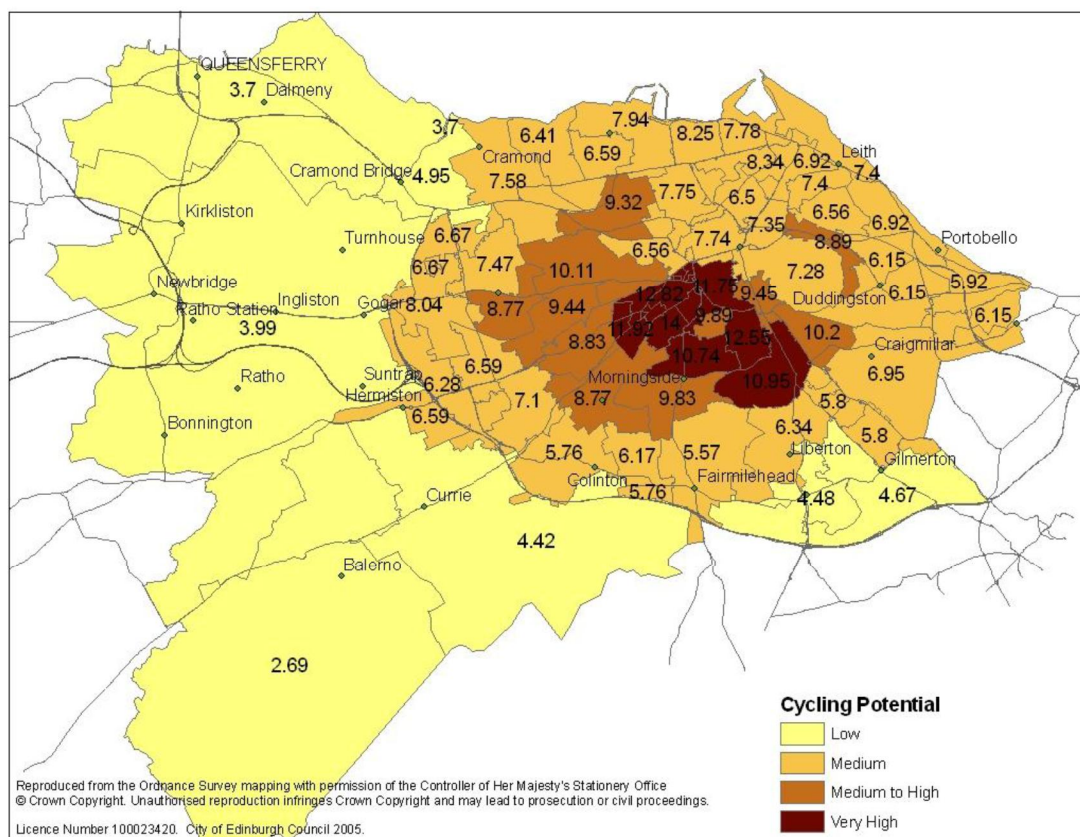 QUEENSFERRY
3.7
Dalmeny
3.7
6.41
7.94
8.25
7.78
Cramond
6.59
Cramond Bridge
4.95
7.58
8.34
6.92
Leith
7.4
7.4
9.32
7.75
6.5
Kirkliston
6.56
6.92
Turnhouse
6.67
7.74
7.35
8.89
Portobello
6.56
6.67
7.47
10.11
7.28
6.15
5.92
Newbridge
Ingliston
Gogar
8.04
12.82
11.75
9.45
Duddingston
6.15
Ratho Station
3.99
8.77
9.44
11.92
14
9.89
12.55
10.2
6.15
8.83
10.74
Craigmillar
Ratho
Suntrap
6.28
6.59
Morningside
10.95
6.95
Hermiston
6.59
7.1
8.77
9.83
5.8
Bonnington
6.34
5.8
5.76
6.17
5.57
Liberton
Gilmerton
Colinton
5.76
Fairmilehead
4.48
4.67
Currie
4.42
Balerno
2.69
Cycling Potential
Low
Medium
Medium to High
Very High
Reproduced from the Ordnance Survey mapping with permission of the Controller of Her Majesty's Stationery Office
© Crown Copyright. Unauthorised reproduction infringes Crown Copyright and may lead to prosecution or civil proceedings.
Licence Number 100023420. City of Edinburgh Council 2005.